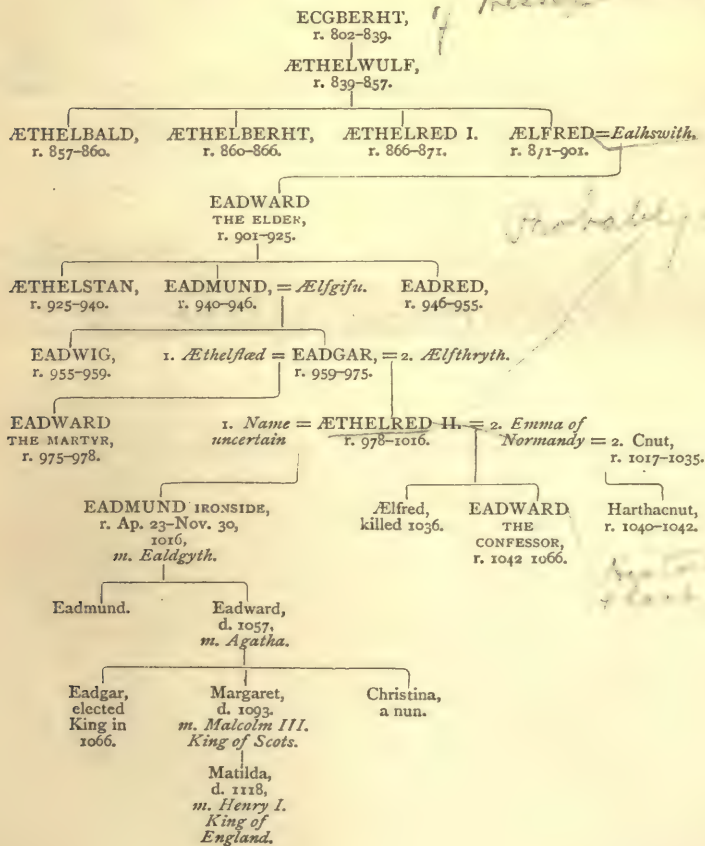 ECGBERHT,
r. 802–839.
ÆTHELWULF,
r. 839–857.
ÆTHELBALD, ÆTHELBERHT, ÆTHELRED I. ÆLFRED=Ealhswith.
r. 857–860. r. 860–866. r. 866–871. r. 871–901.
EADWARD
THE ELDER,
r. 901–925.
ÆTHELSTAN, EADMUND, = Ælfgifu. EADRED,
r. 925–940. r. 940–946. r. 946–955.
EADWIG, 1. Æthelflæd = EADGAR, = 2. Ælfthryth.
r. 955–959. r. 959–975.
EADWARD 1. Name = ÆTHELRED II. = 2. Emma of
THE MARTYR, uncertain r. 978–1016. Normandy = 2. Cnut,
r. 975–978. r. 1017–1035.
EADMUND IRONSIDE, Ælfred, EADWARD Harthacnut,
r. Ap. 23–Nov. 30, killed 1036. THE r. 1040–1042.
1016, CONFESSOR,
m. Ealdgyth. r. 1042 1066.
Eadmund. Eadward,
d. 1057,
m. Agatha.
Eadgar, Margaret, Christina,
elected d. 1093. a nun.
King in m. Malcolm III.
1066. King of Scots.
Matilda,
d. 1118,
m. Henry I.
King of
England.
Probably